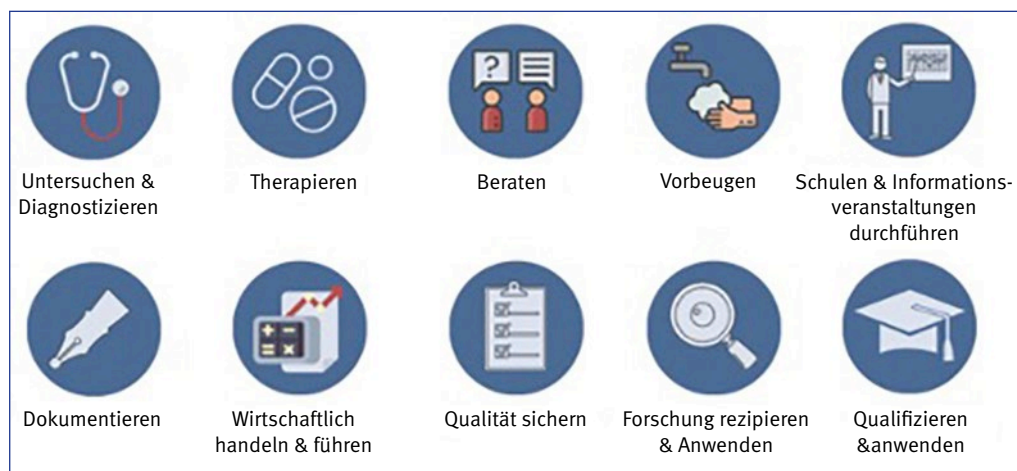 ?
Untersuchen &
Diagnostizieren
Therapieren
Beraten
Vorbeugen
Schulen & Informations-
veranstaltungen
durchführen
+ −
= ×
Dokumentieren
Wirtschaftlich
handeln & führen
Qualität sichern
Forschung rezipieren
& Anwenden
Qualifizieren
&anwenden